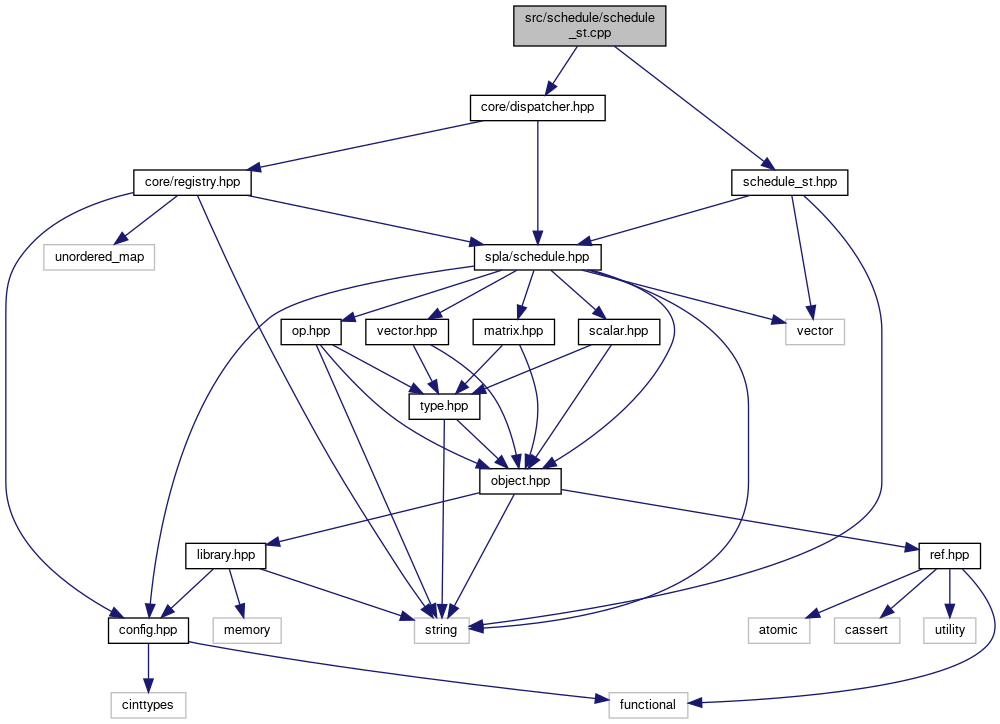 src/schedule/schedule
_st.cpp
core/dispatcher.hpp
core/registry.hpp
schedule_st.hpp
unordered_map
spla/schedule.hpp
op.hpp
vector.hpp
matrix.hpp
scalar.hpp
vector
type.hpp
object.hpp
library.hpp
ref.hpp
config.hpp
memory
string
atomic
cassert
utility
cinttypes
functional